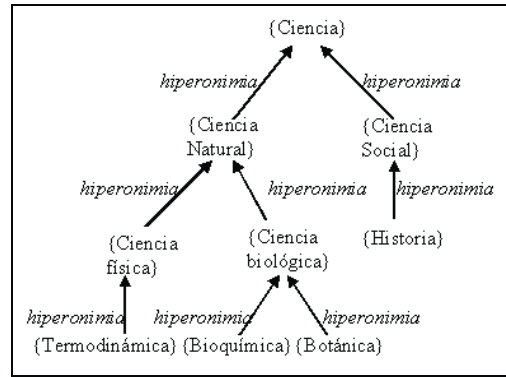 {Ciencia}
hiperonimia hiperonimia
{Ciencia
Natural}
{Ciencia
Social}
hiperonimia hiperonimia hiperonimia
{Ciencia
física}
{Ciencia
biológica}
{Historia}
hiperonimia hiperonimia hiperonimia
{Termodinámica} {Bioquímica} {Botánica}